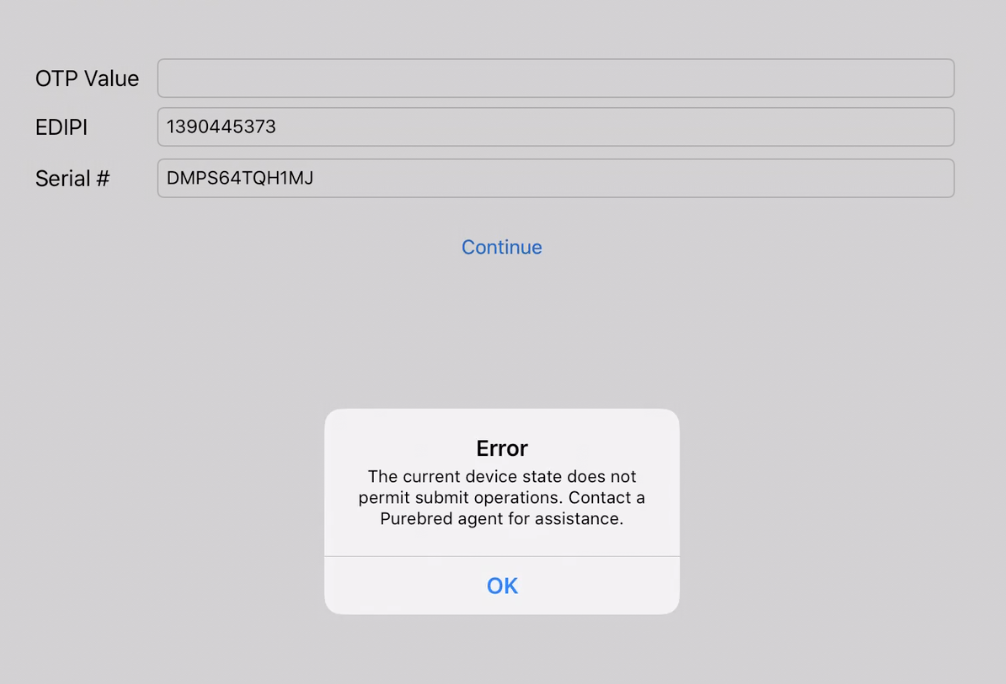 OTP Value
EDIPI 1390445373
Serial # DMPS64TQH1MJ
Continue
Error
The current device state does not
permit submit operations. Contact a
Purebred agent for assistance.
OK